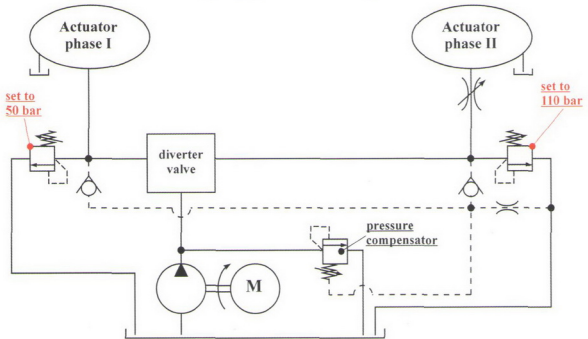 Actuator
phase I
Actuator
phase II
set to
50 bar
set to
110 bar
diverter
valve
pressure
compensator
M